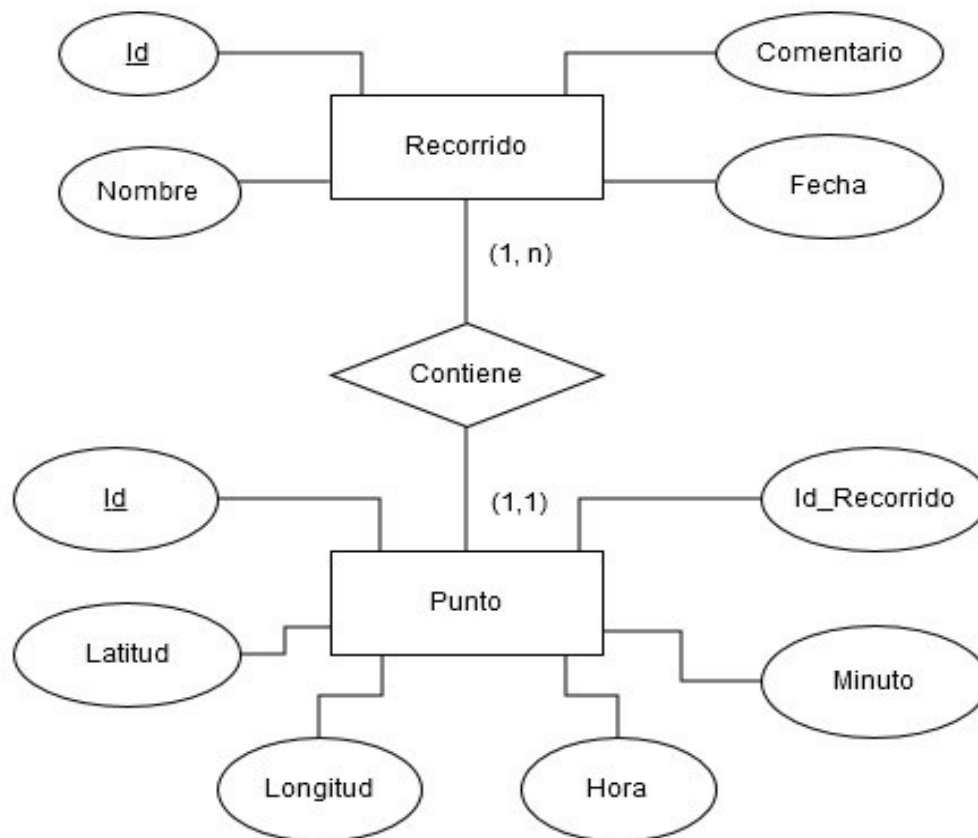 Id
Comentario
Recorrido
Nombre
Fecha
(1, n)
Contiene
Id
(1,1)
Id_Recorrido
Punto
Latitud
Minuto
Longitud
Hora